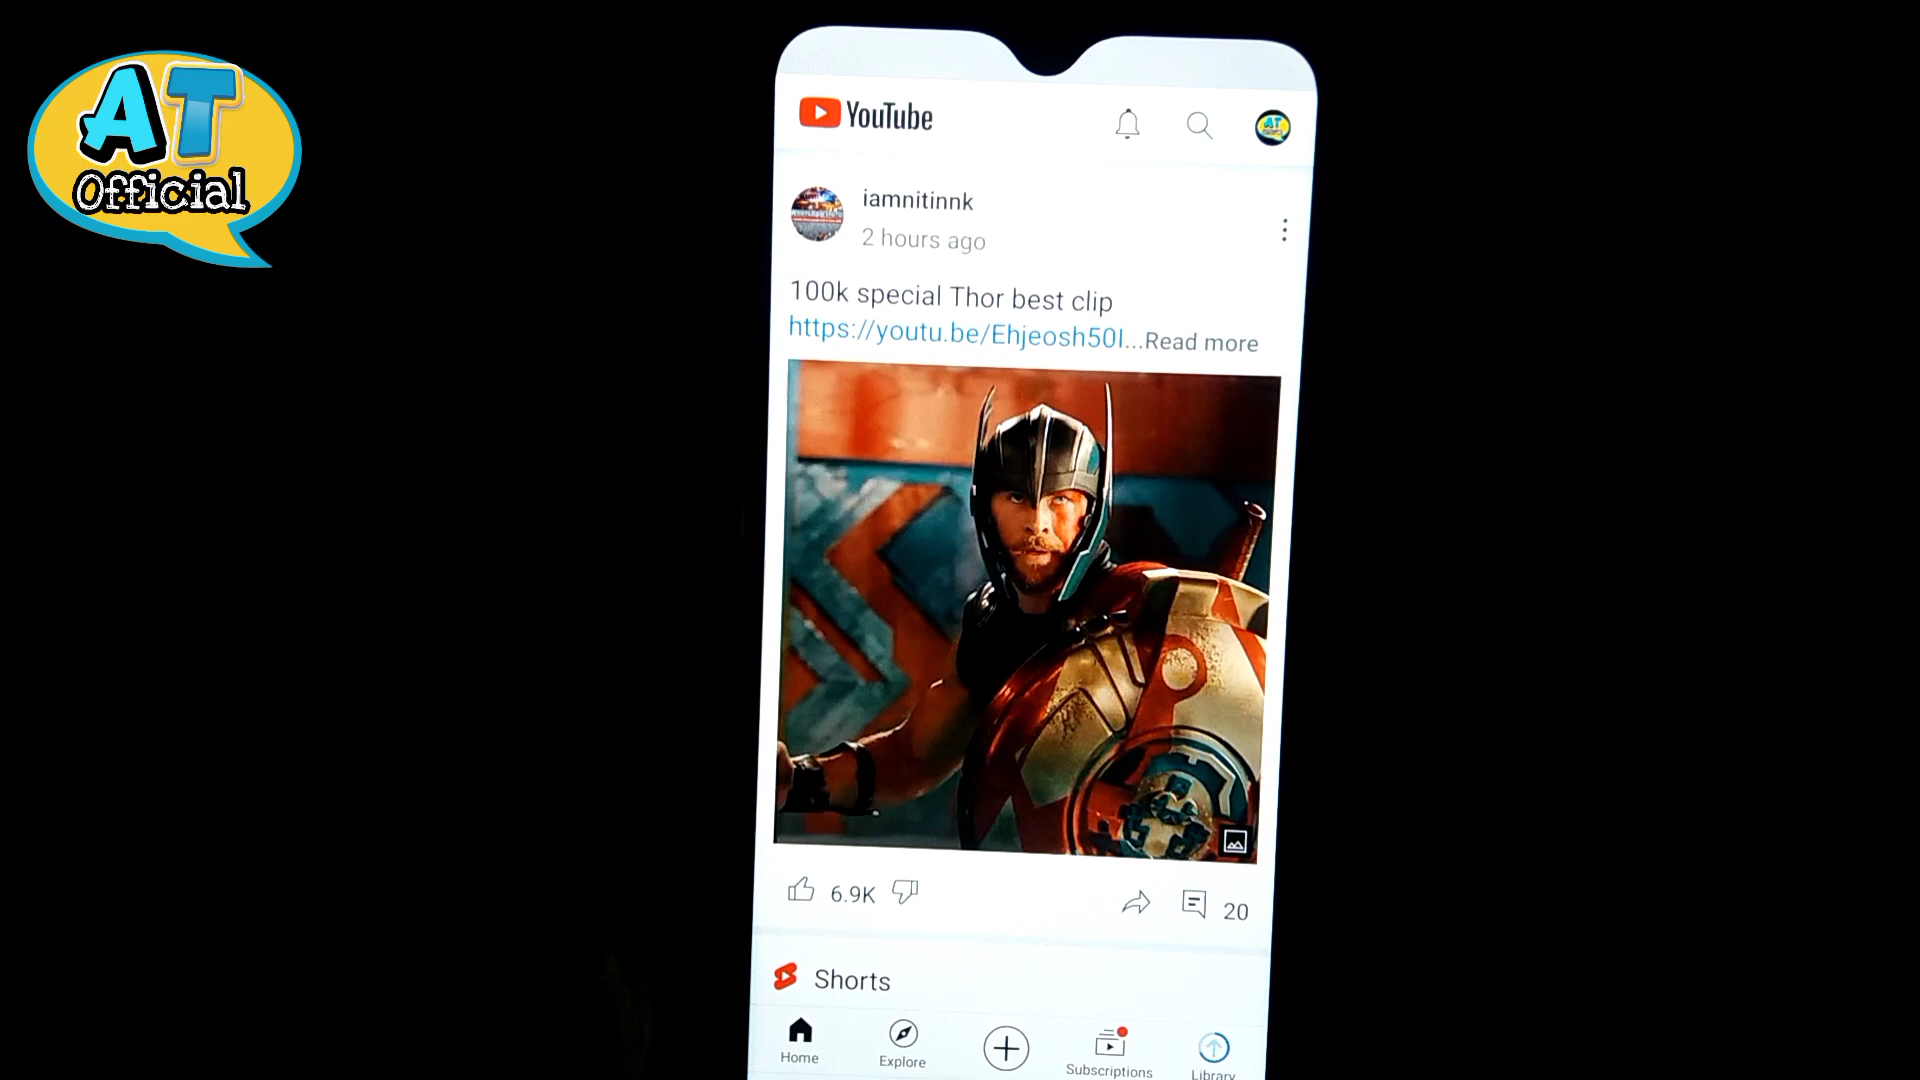 AT
Official
YouTube
iamnitinnk
2 hours ago
100k special Thor best clip
https://youtu.be/Ehjeosh50I...Read more
6.9K
20
Shorts
Home
Explore
Subscriptions
Library